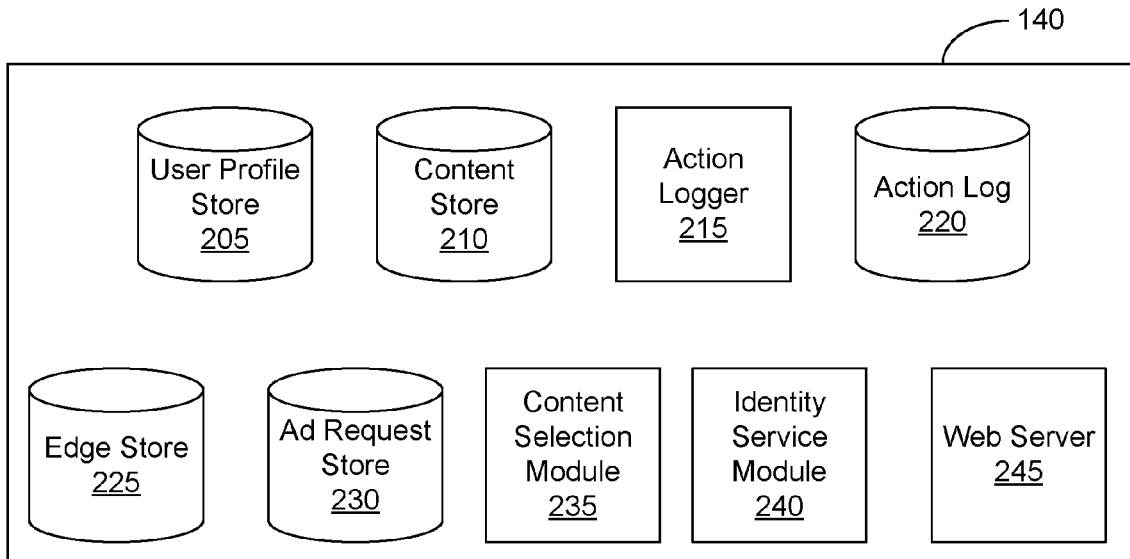 140
User Profile
Store
205
Content
Store
210
Action
Logger
215
Action Log
220
Edge Store
225
Ad Request
Store
230
Content
Selection
Module
235
Identity
Service
Module
240
Web Server
245